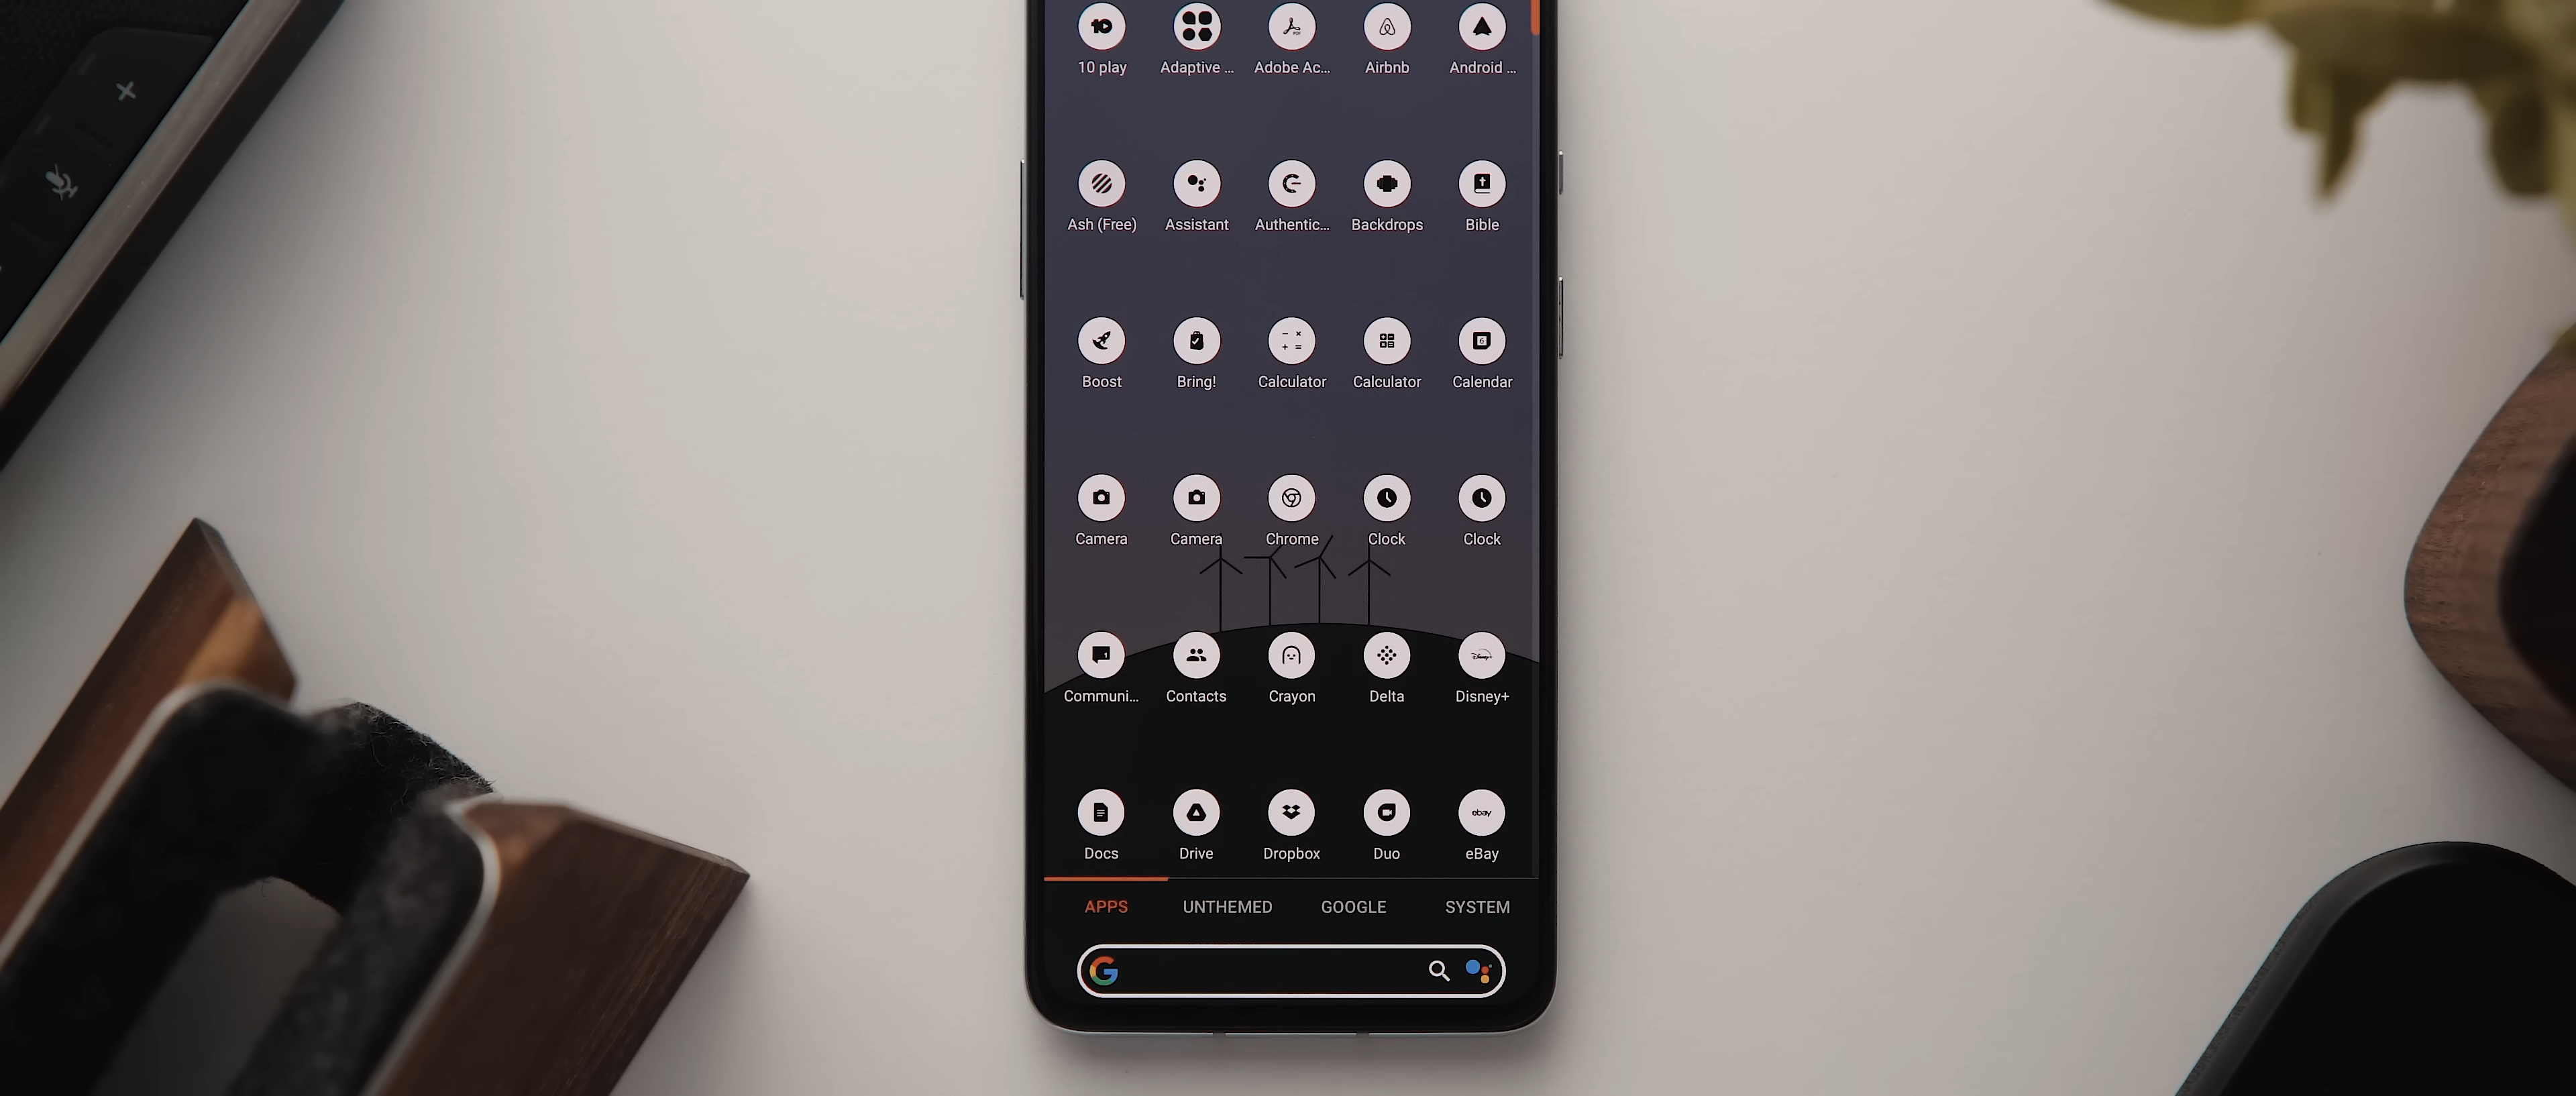 10 play Adaptive ... Adobe Ac... Airbnb Android ...
Ash (Free) Assistant Authentic... Backdrops Bible
Boost Bring! Calculator Calculator Calendar
Camera Camera Chrome Clock Clock
Communi... Contacts Crayon Delta Disney+
ebay
Docs Drive Dropbox Duo eBay
APPS UNTHEMED GOOGLE SYSTEM